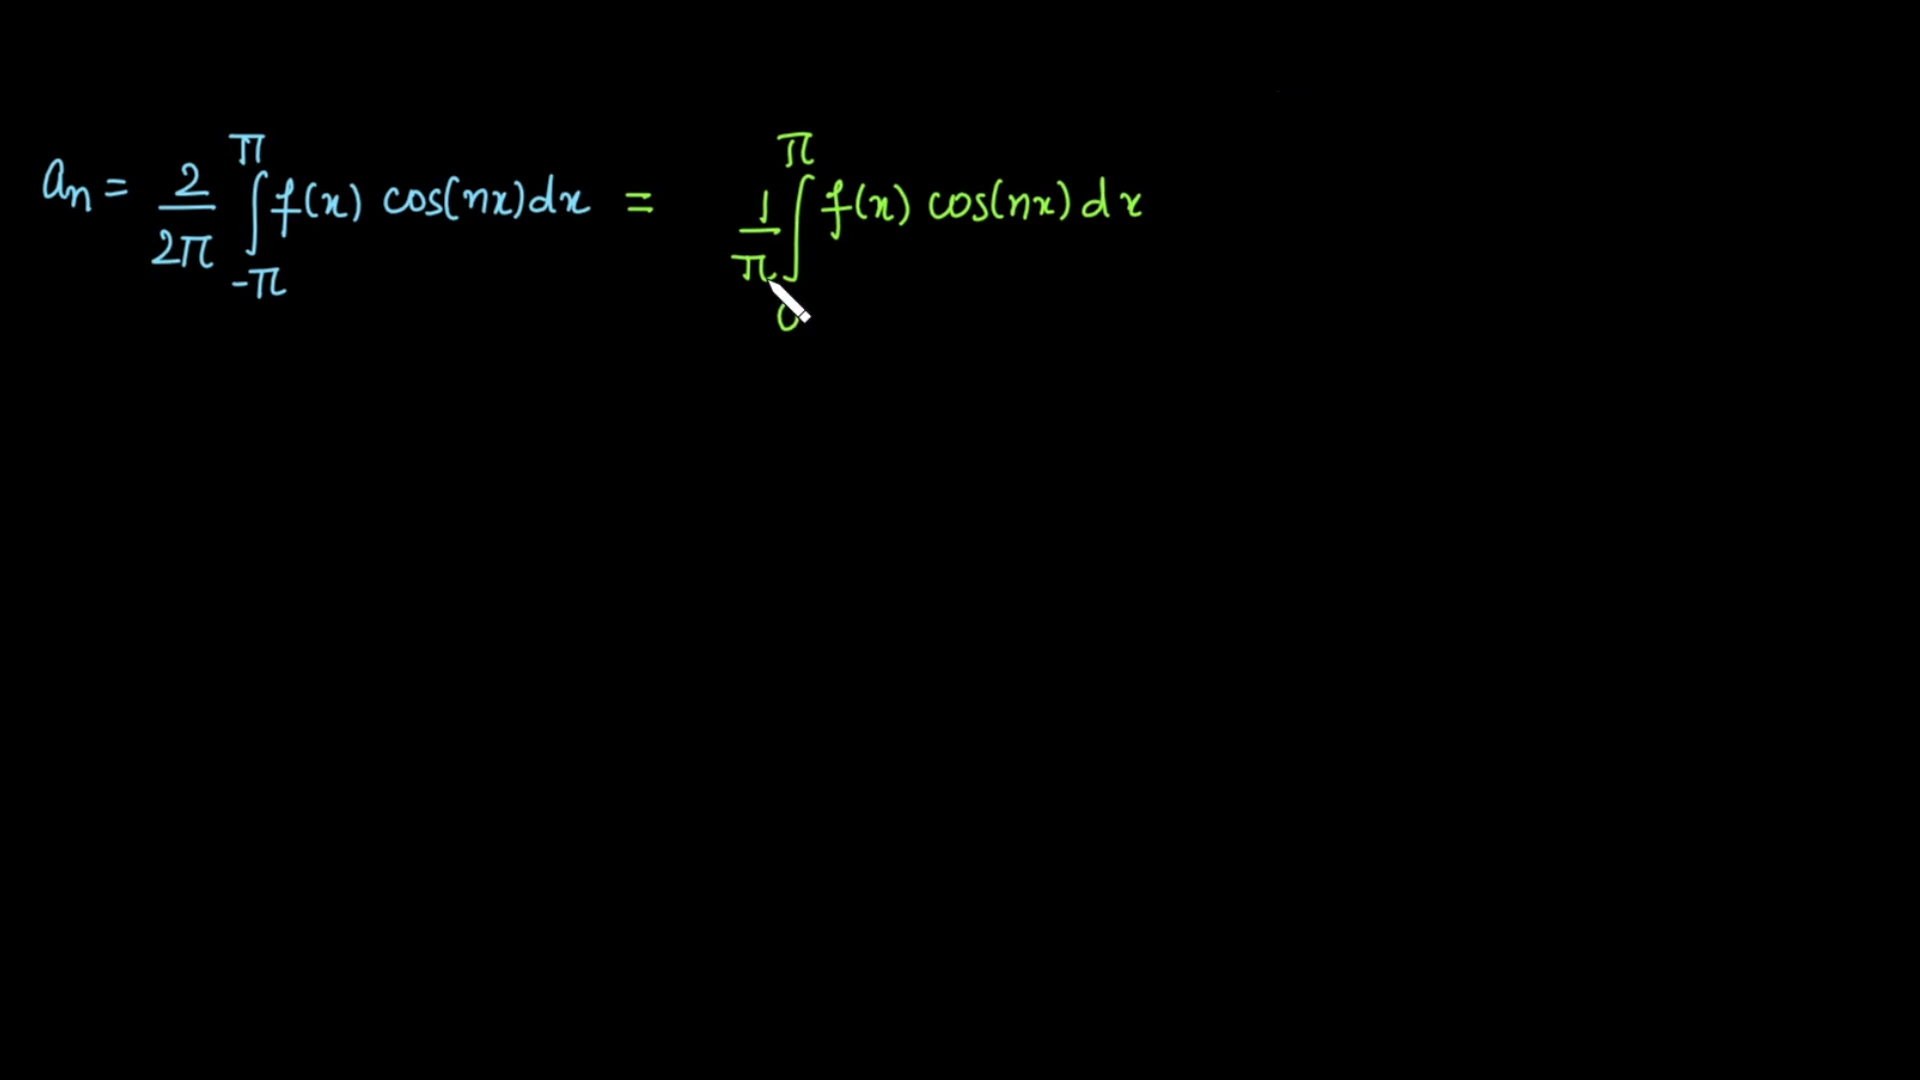 aₙ = 2/2π ∫_{-π}^{π} f(x) cos(nx) dx = 1/π ∫_{0}^{π} f(x) cos(nx) dx